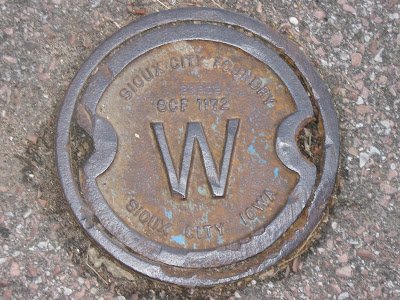 SIOUX CITY FOUNDRY
SCF 1172
W
SIOUX CITY IOWA